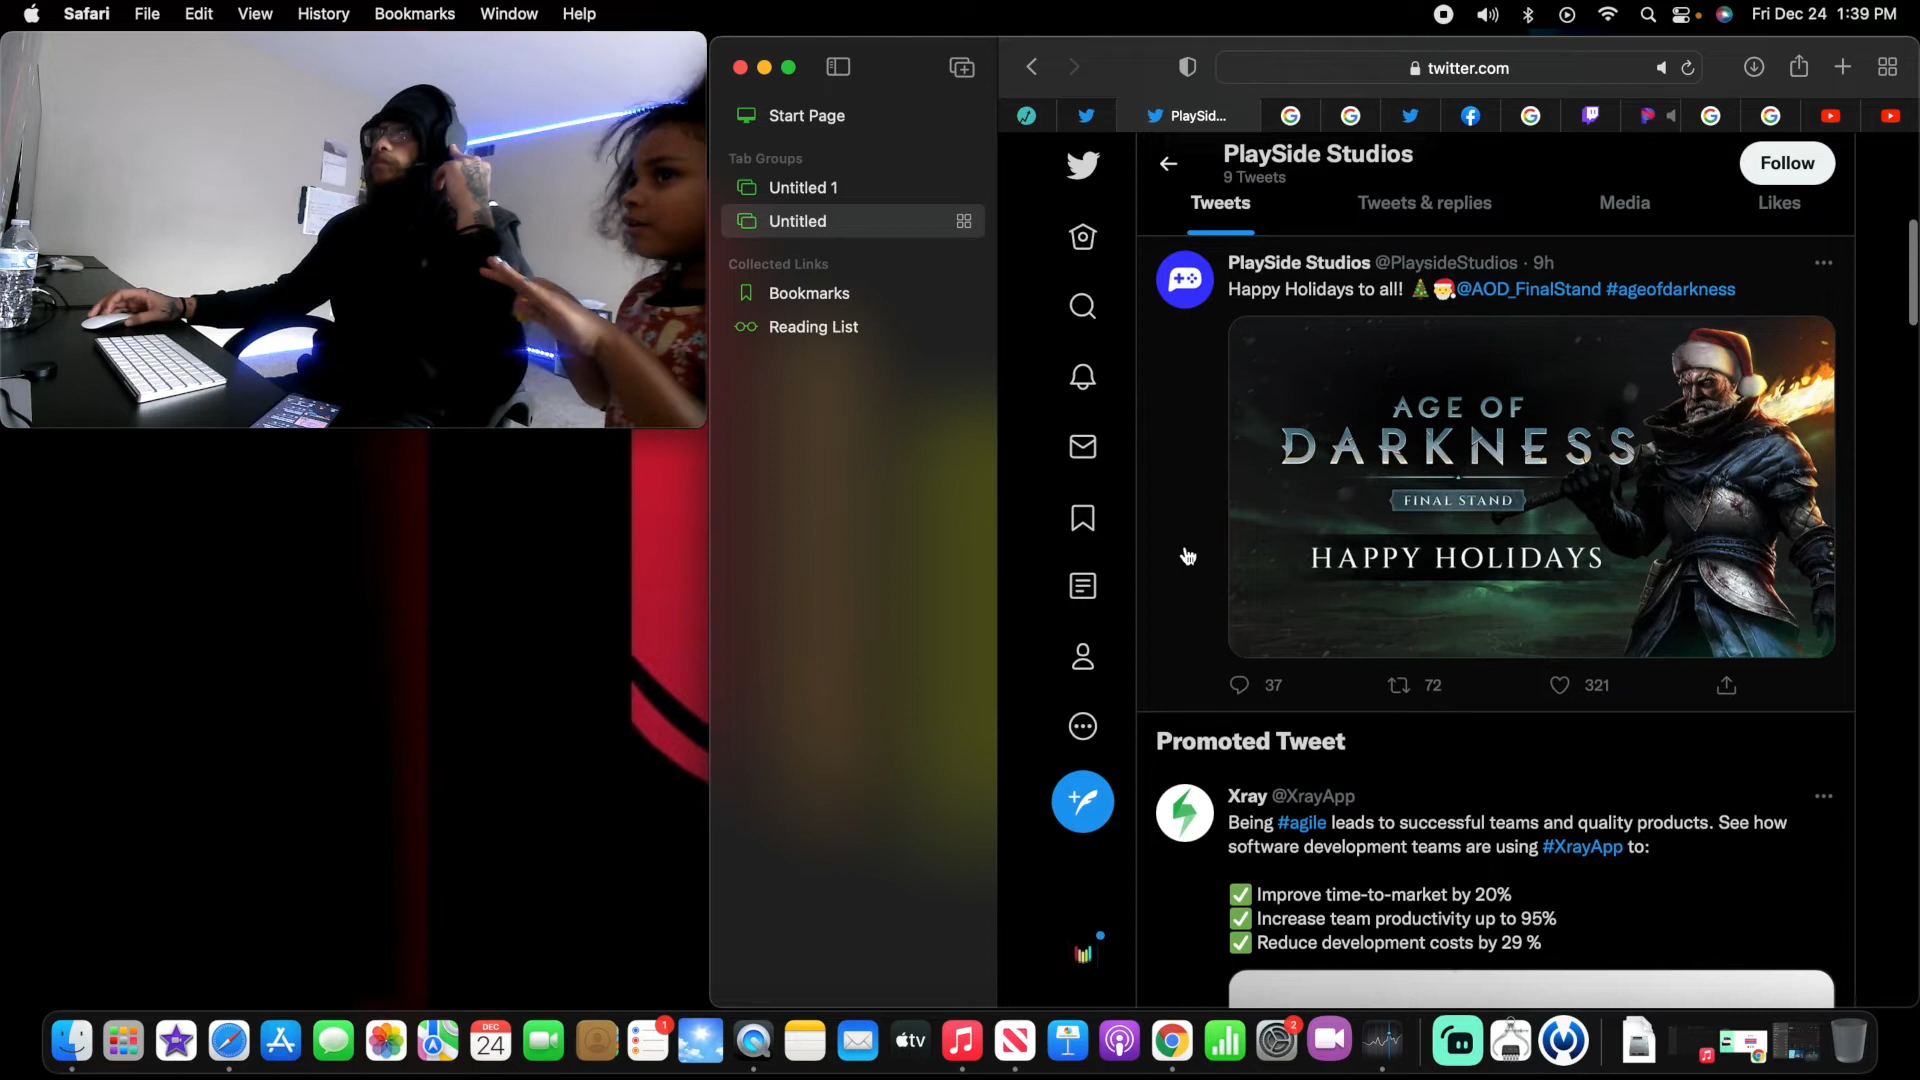 Safari File Edit View History Bookmarks Window Help
Fri Dec 24 1:39 PM
Start Page
Tab Groups
Untitled 1
Untitled
Collected Links
Bookmarks
Reading List
twitter.com
PlaySid...
PlaySide Studios
9 Tweets
Follow
Tweets Tweets & replies Media Likes
PlaySide Studios @PlaysideStudios · 9h
Happy Holidays to all! 🎄🎅@AOD_FinalStand #ageofdarkness
AGE OF
DARKNESS
FINAL STAND
HAPPY HOLIDAYS
37 72 321
Promoted Tweet
Xray @XrayApp
Being #agile leads to successful teams and quality products. See how
software development teams are using #XrayApp to:
✅ Improve time-to-market by 20%
✅ Increase team productivity up to 95%
✅ Reduce development costs by 29 %
DEC
24
1
tv
2